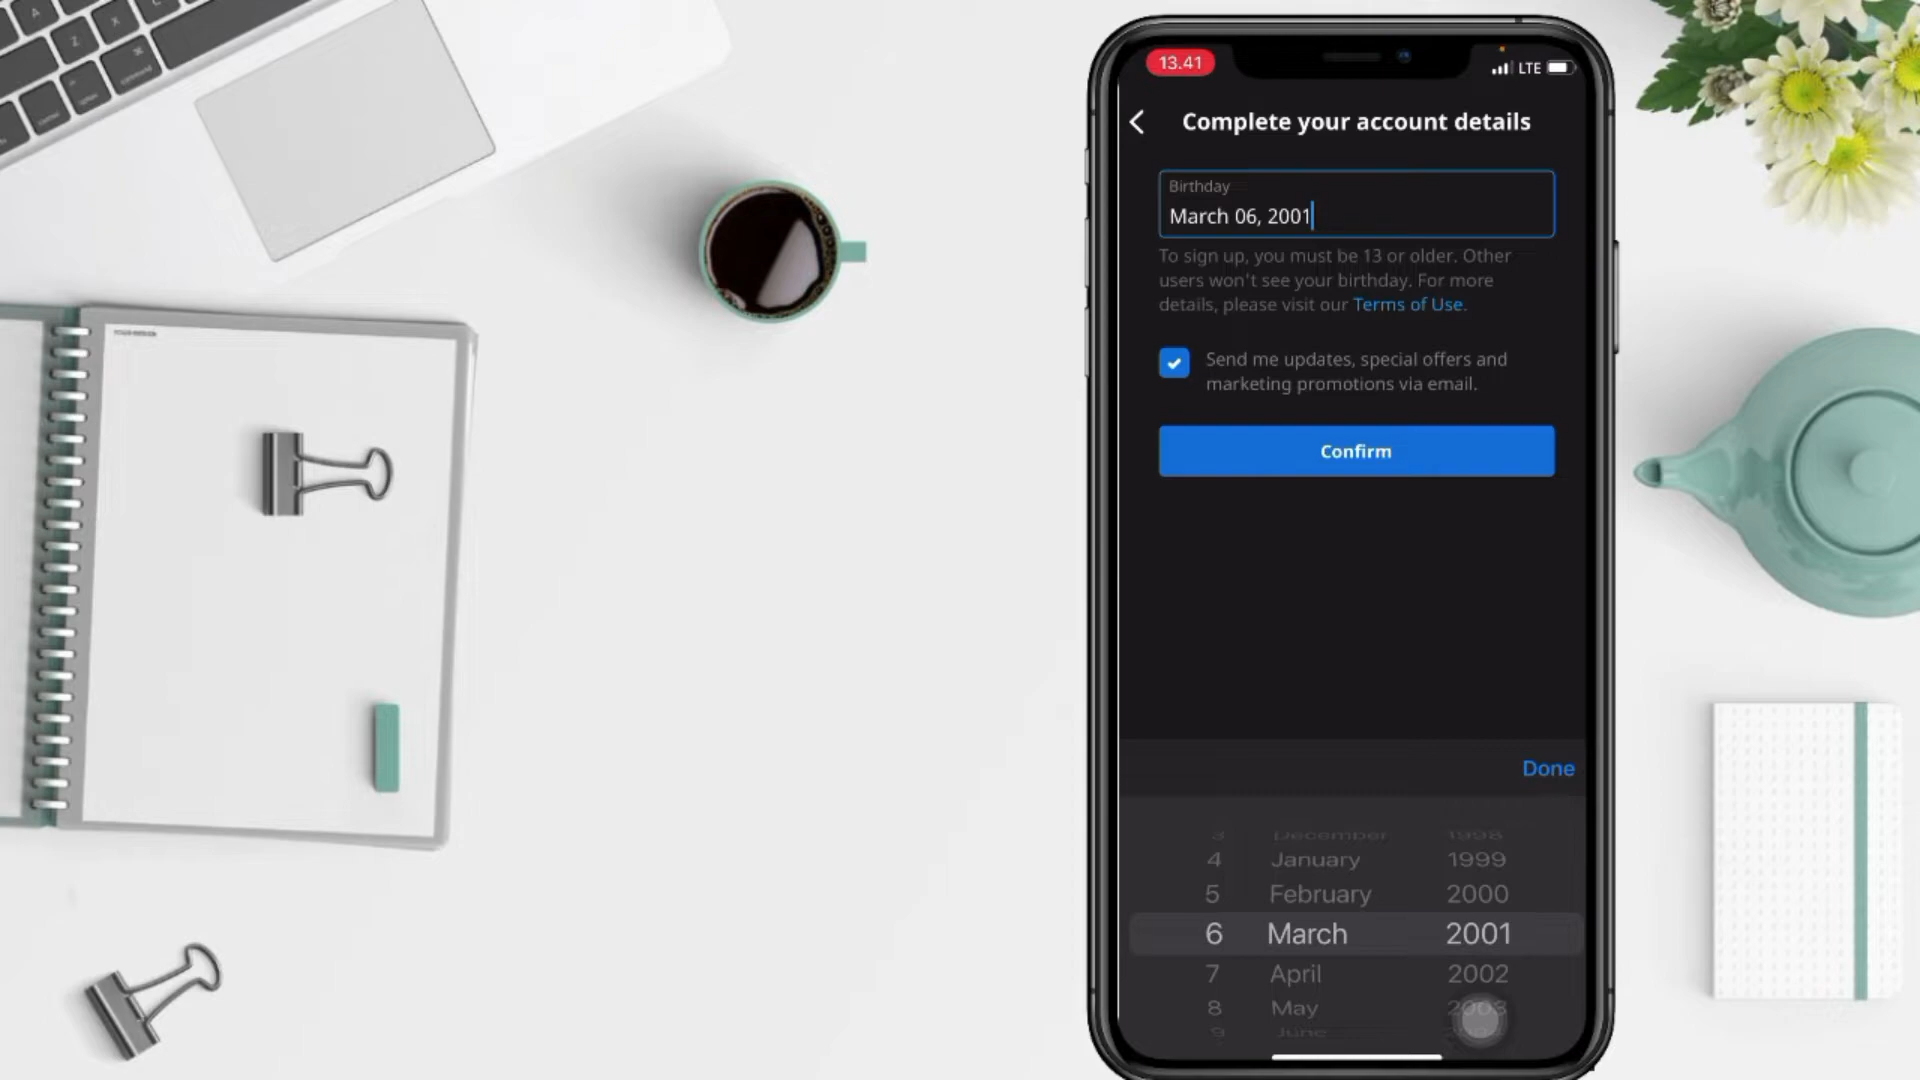 A
Z
X
C
command
13.41
LTE
Complete your account details
Birthday
March 06, 2001
To sign up, you must be 13 or older. Other
users won't see your birthday. For more
details, please visit our Terms of Use.
Send me updates, special offers and
marketing promotions via email.
Confirm
Done
3 December 1998
4 January 1999
5 February 2000
6 March 2001
7 April 2002
8 May 2003
9 June